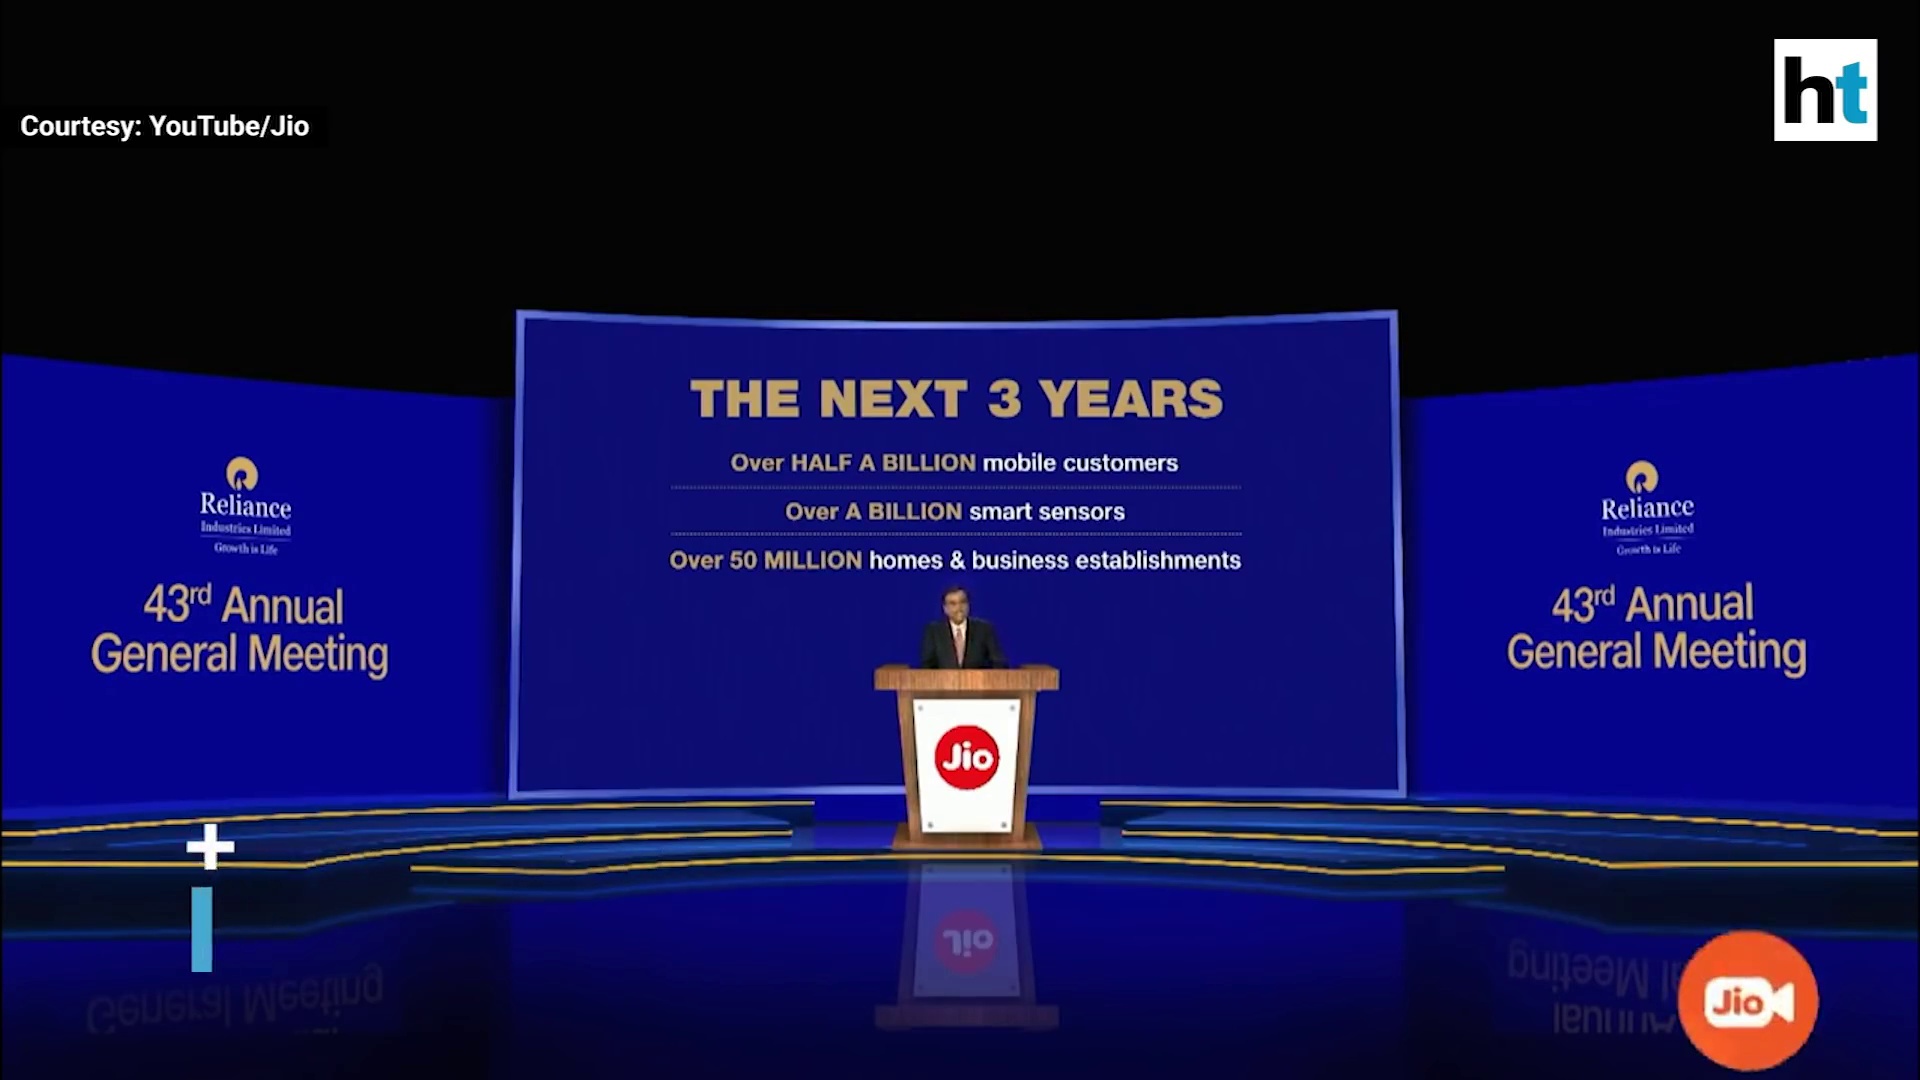 ht
Courtesy: YouTube/Jio
THE NEXT 3 YEARS
Over HALF A BILLION mobile customers
Over A BILLION smart sensors
Over 50 MILLION homes & business establishments
Reliance
Industries Limited
Growth is Life
43rd Annual
General Meeting
Reliance
Industries Limited
Growth is Life
43rd Annual
General Meeting
Jio
Jio